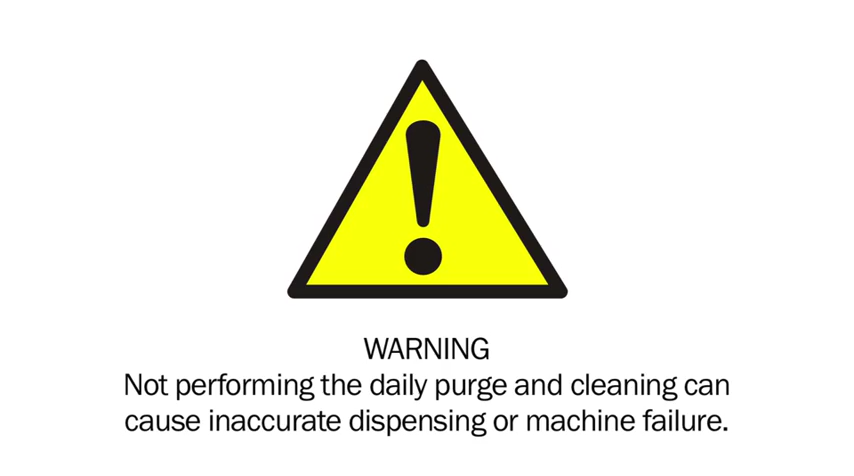 WARNING
Not performing the daily purge and cleaning can
cause inaccurate dispensing or machine failure.